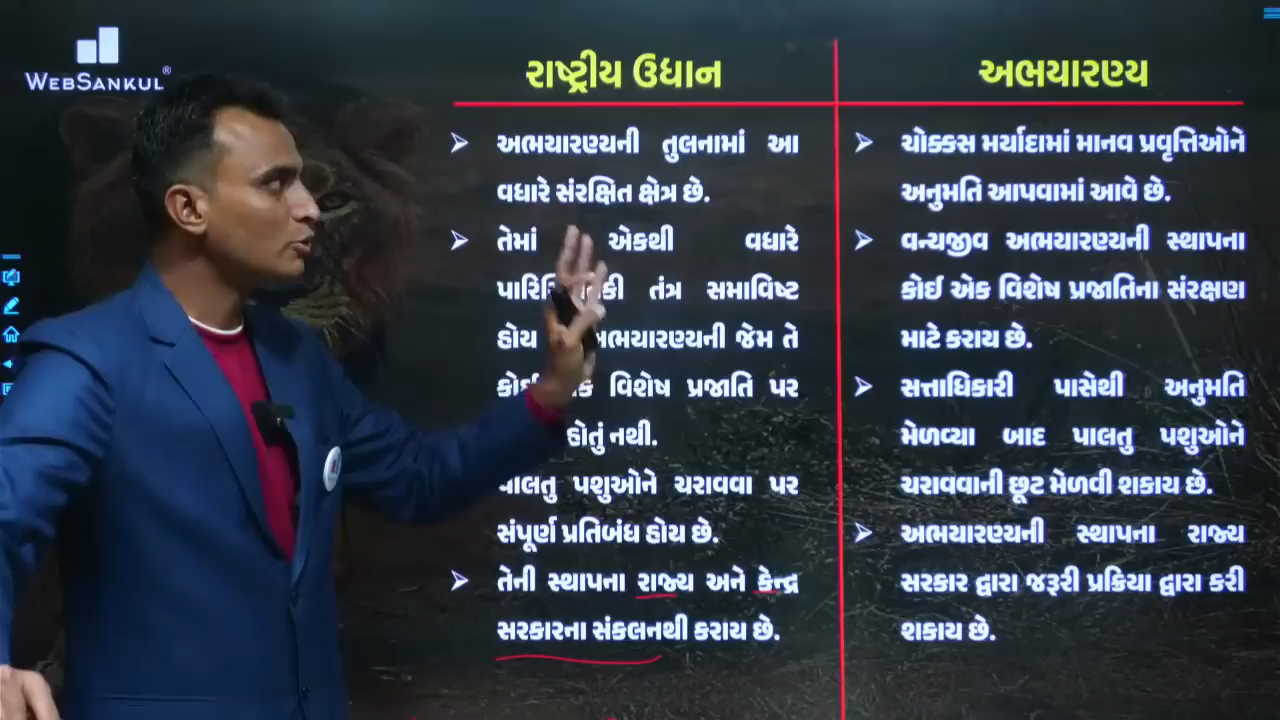 WEBSANKUL®
રાષ્ટ્રીય ઉદ્યાન
અભયારણ્યની તુલનામાં આ
વધારે સંરક્ષિત ક્ષેત્ર છે.
તેમાં એકથી વધારે
તંત્ર સમાવિષ્ટ
હોય જેમ તે
વિશેષ પ્રજાતિ પર
હોતું નથી.
પાલતુ પશુઓને ચરાવવા પર
સંપૂર્ણ પ્રતિબંધ હોય છે.
તેની સ્થાપના રાજ્ય અને કેન્દ્ર
સરકારના સંકલનથી કરાય છે.
અભયારણ્ય
ચોક્કસ મર્યાદામાં માનવ પ્રવૃત્તિઓને
અનુમતિ આપવામાં આવે છે.
વન્યજીવ અભયારણ્યની સ્થાપના
કોઈ એક વિશેષ પ્રજાતિના સંરક્ષણ
માટે કરાય છે.
સત્તાધિકારી પાસેથી અનુમતિ
મેળવ્યા બાદ પાલતુ પશુઓને
ચરાવવાની છૂટ મેળવી શકાય છે.
અભયારણ્યની સ્થાપના રાજ્ય
સરકાર દ્વારા જરૂરી પ્રક્રિયા દ્વારા કરી
શકાય છે.